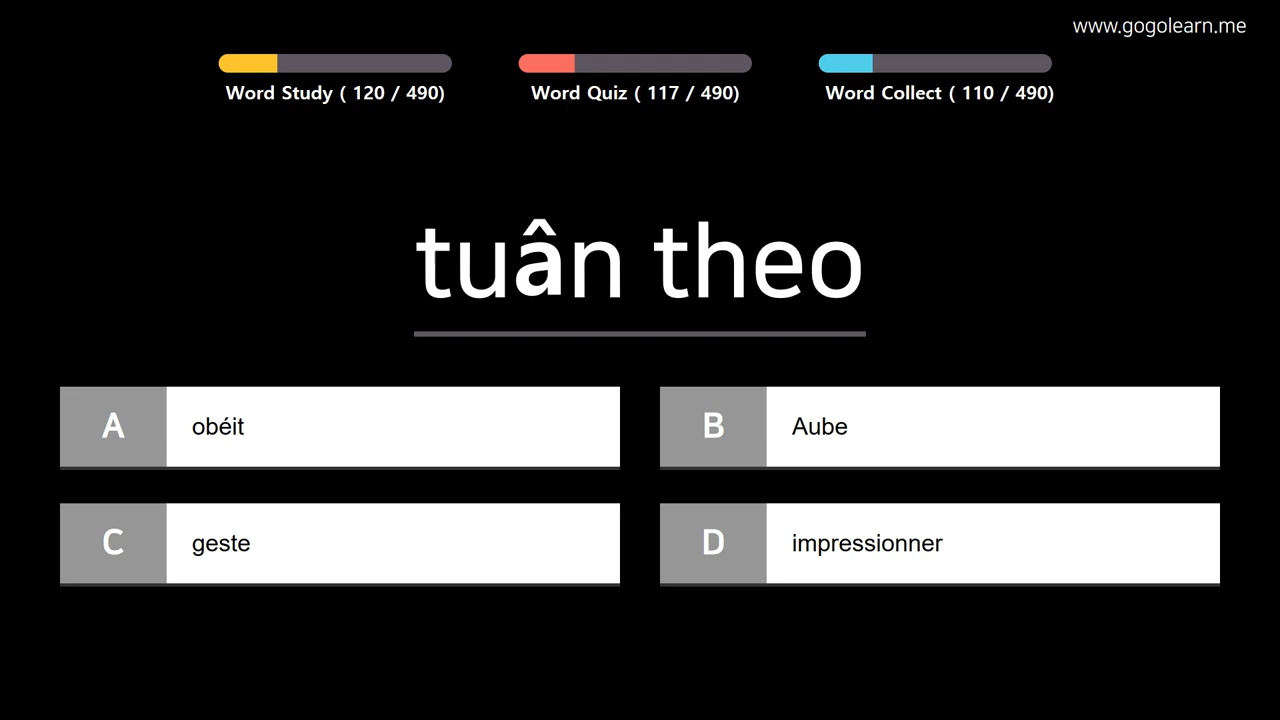 www.gogolearn.me
Word Study ( 120 / 490)
Word Quiz ( 117 / 490)
Word Collect ( 110 / 490)
tuân theo
A obéit
B Aube
C geste
D impressionner